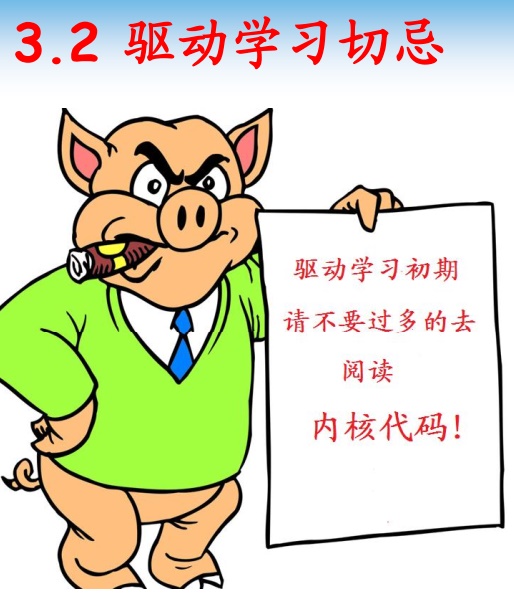 3.2 驱动学习切忌
驱动学习初期
请不要过多的去
阅读
内核代码!